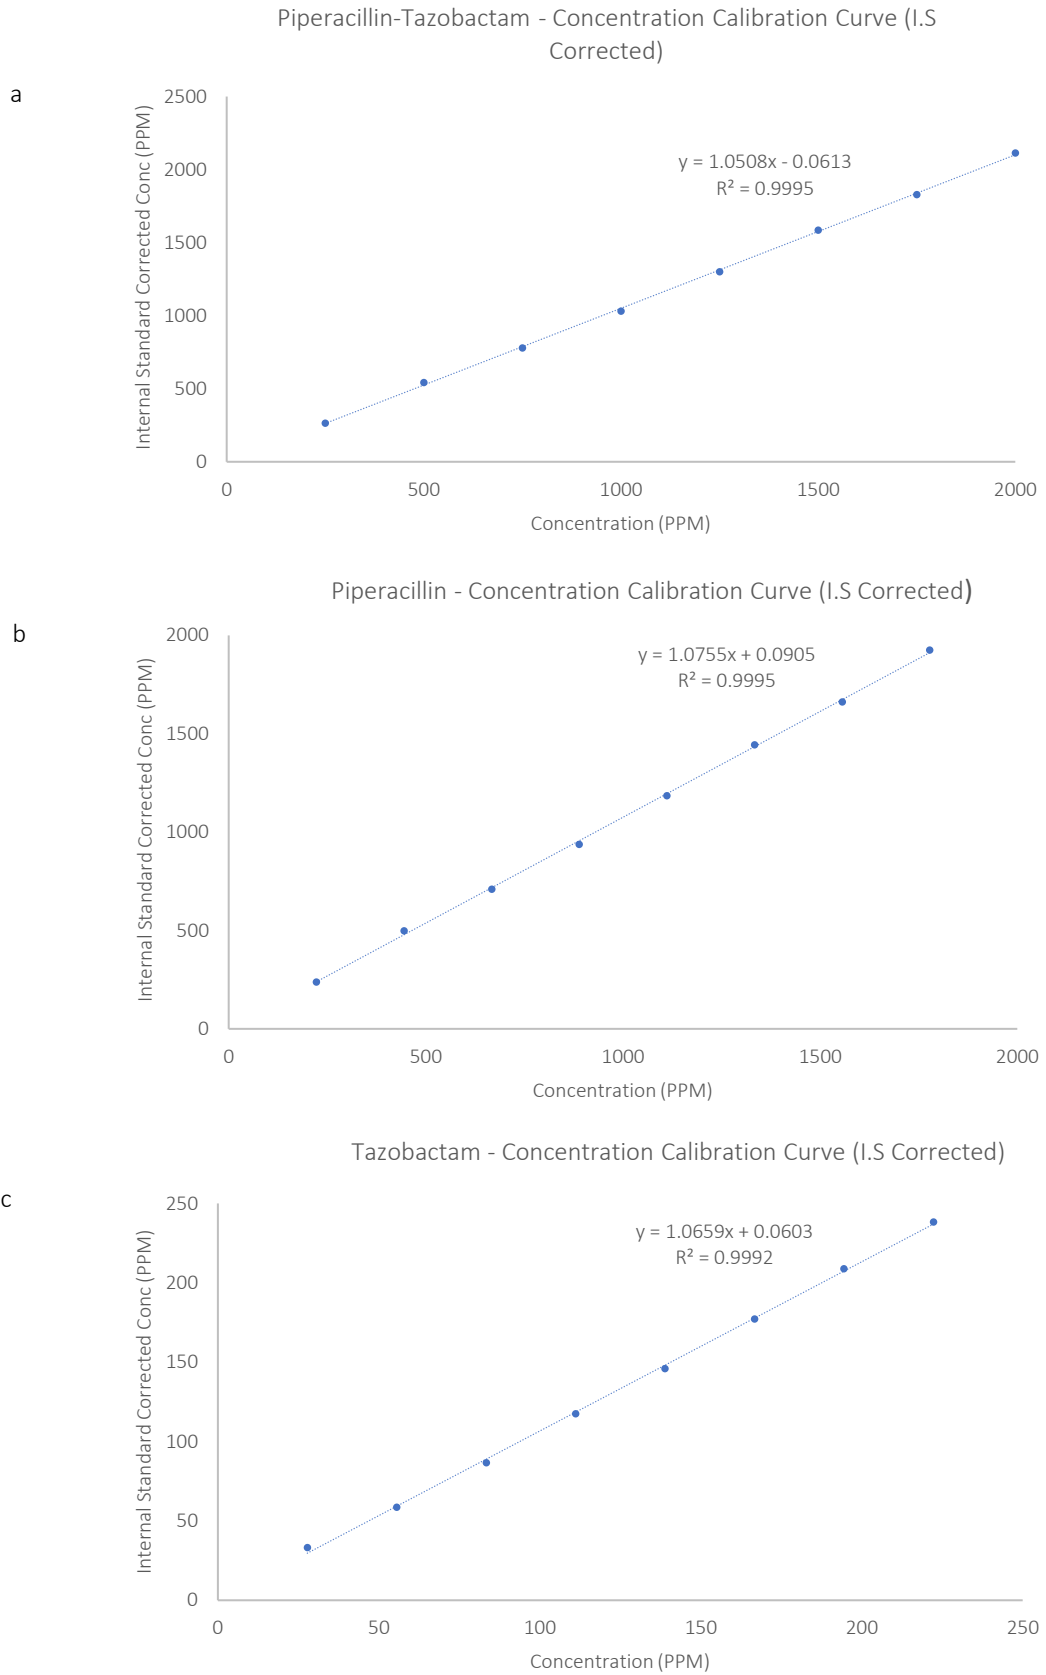 Piperacillin-Tazobactam - Concentration Calibration Curve (I.S
Corrected)
a
Internal Standard Corrected Conc (PPM)
2500
2000
1500
1000
500
0
y = 1.0508x - 0.0613
R² = 0.9995
0 500 1000 1500 2000
Concentration (PPM)
Piperacillin - Concentration Calibration Curve (I.S Corrected)
b
Internal Standard Corrected Conc (PPM)
2000
1500
1000
500
0
y = 1.0755x + 0.0905
R² = 0.9995
0 500 1000 1500 2000
Concentration (PPM)
Tazobactam - Concentration Calibration Curve (I.S Corrected)
c
Internal Standard Corrected Conc (PPM)
250
200
150
100
50
0
y = 1.0659x + 0.0603
R² = 0.9992
0 50 100 150 200 250
Concentration (PPM)